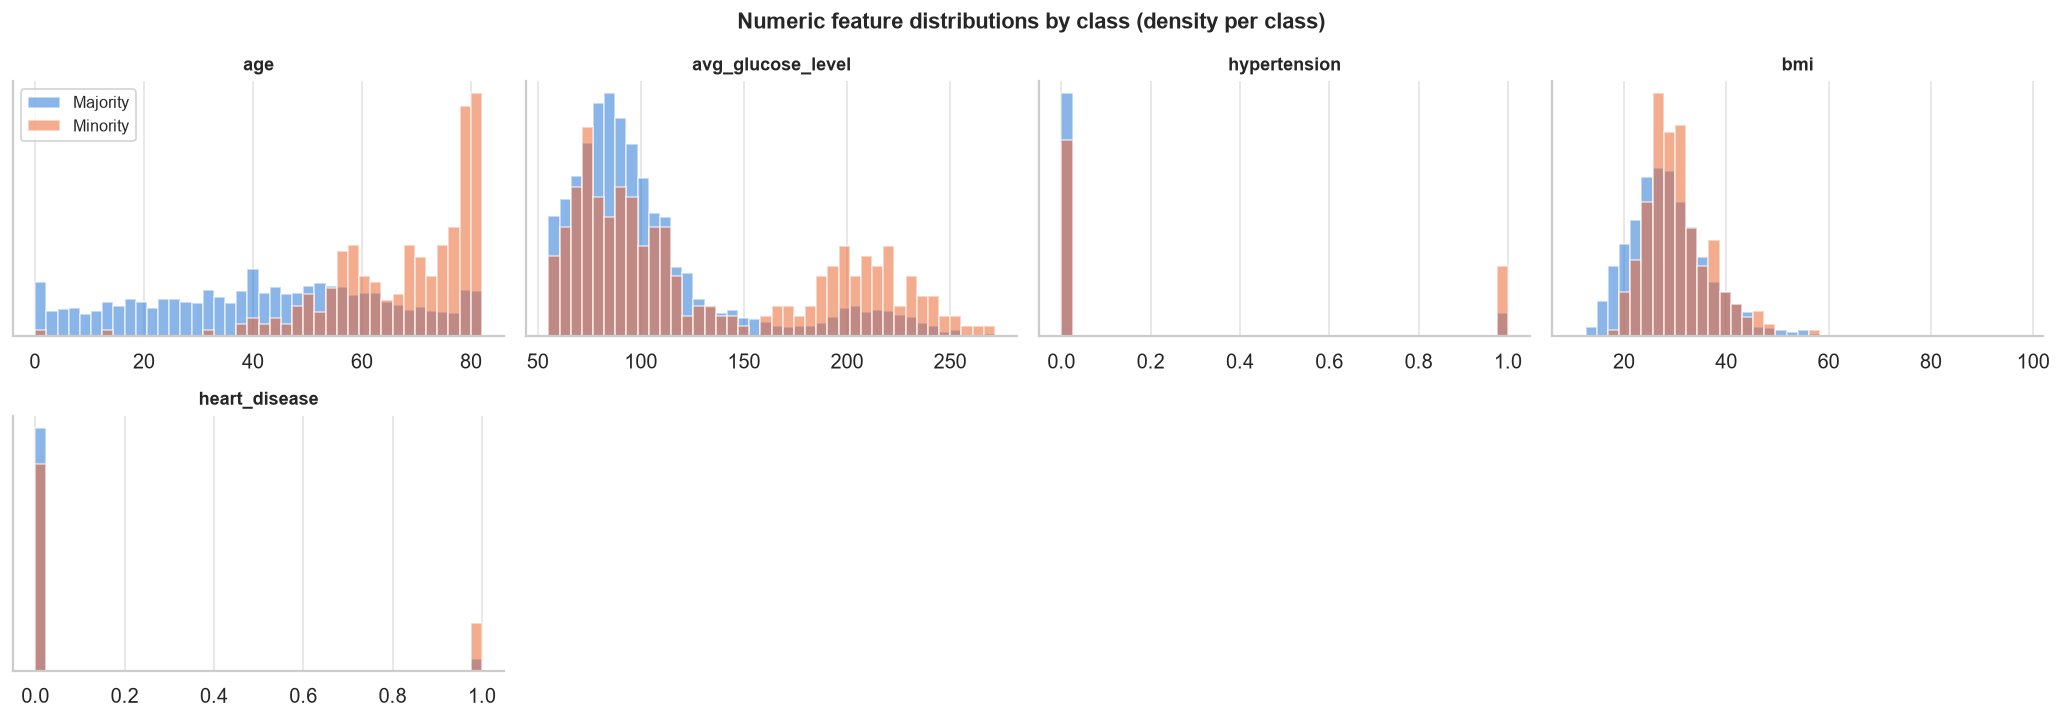 Numeric feature distributions by class (density per class)
age
avg_glucose_level
hypertension
bmi
Majority
Minority
0 20 40 60 80
50 100 150 200 250
0.0 0.2 0.4 0.6 0.8 1.0
20 40 60 80 100
heart_disease
0.0 0.2 0.4 0.6 0.8 1.0